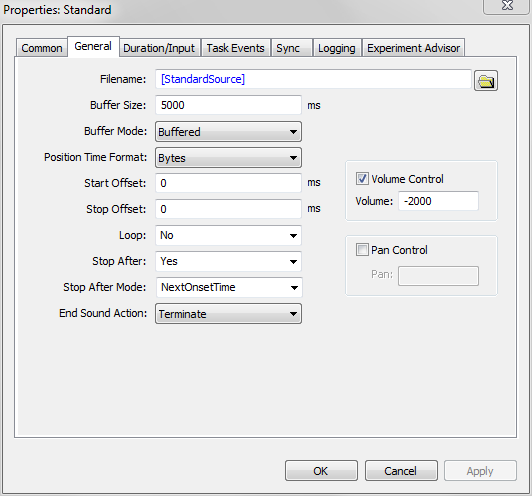 Properties: Standard
Common General Duration/Input Task Events Sync Logging Experiment Advisor
Filename: [StandardSource]
Buffer Size: 5000 ms
Buffer Mode: Buffered
Position Time Format: Bytes
Start Offset: 0 ms
Stop Offset: 0 ms
Loop: No
Stop After: Yes
Stop After Mode: NextOnsetTime
End Sound Action: Terminate
Volume Control
Volume: -2000
Pan Control
Pan:
OK Cancel Apply